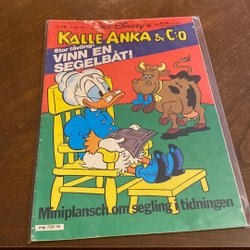 WALT DISNEY'S
KALLE ANKA & C:O
Stor tävling
VINN EN
SEGELBÅT!
Miniplansch om segling i tidningen